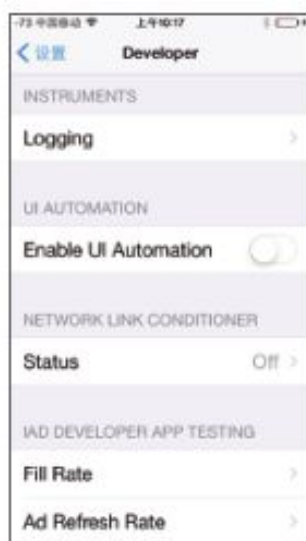 -73 中国移动 上午10:17
设置 Developer
INSTRUMENTS
Logging
UI AUTOMATION
Enable UI Automation
NETWORK LINK CONDITIONER
Status Off
IAD DEVELOPER APP TESTING
Fill Rate
Ad Refresh Rate